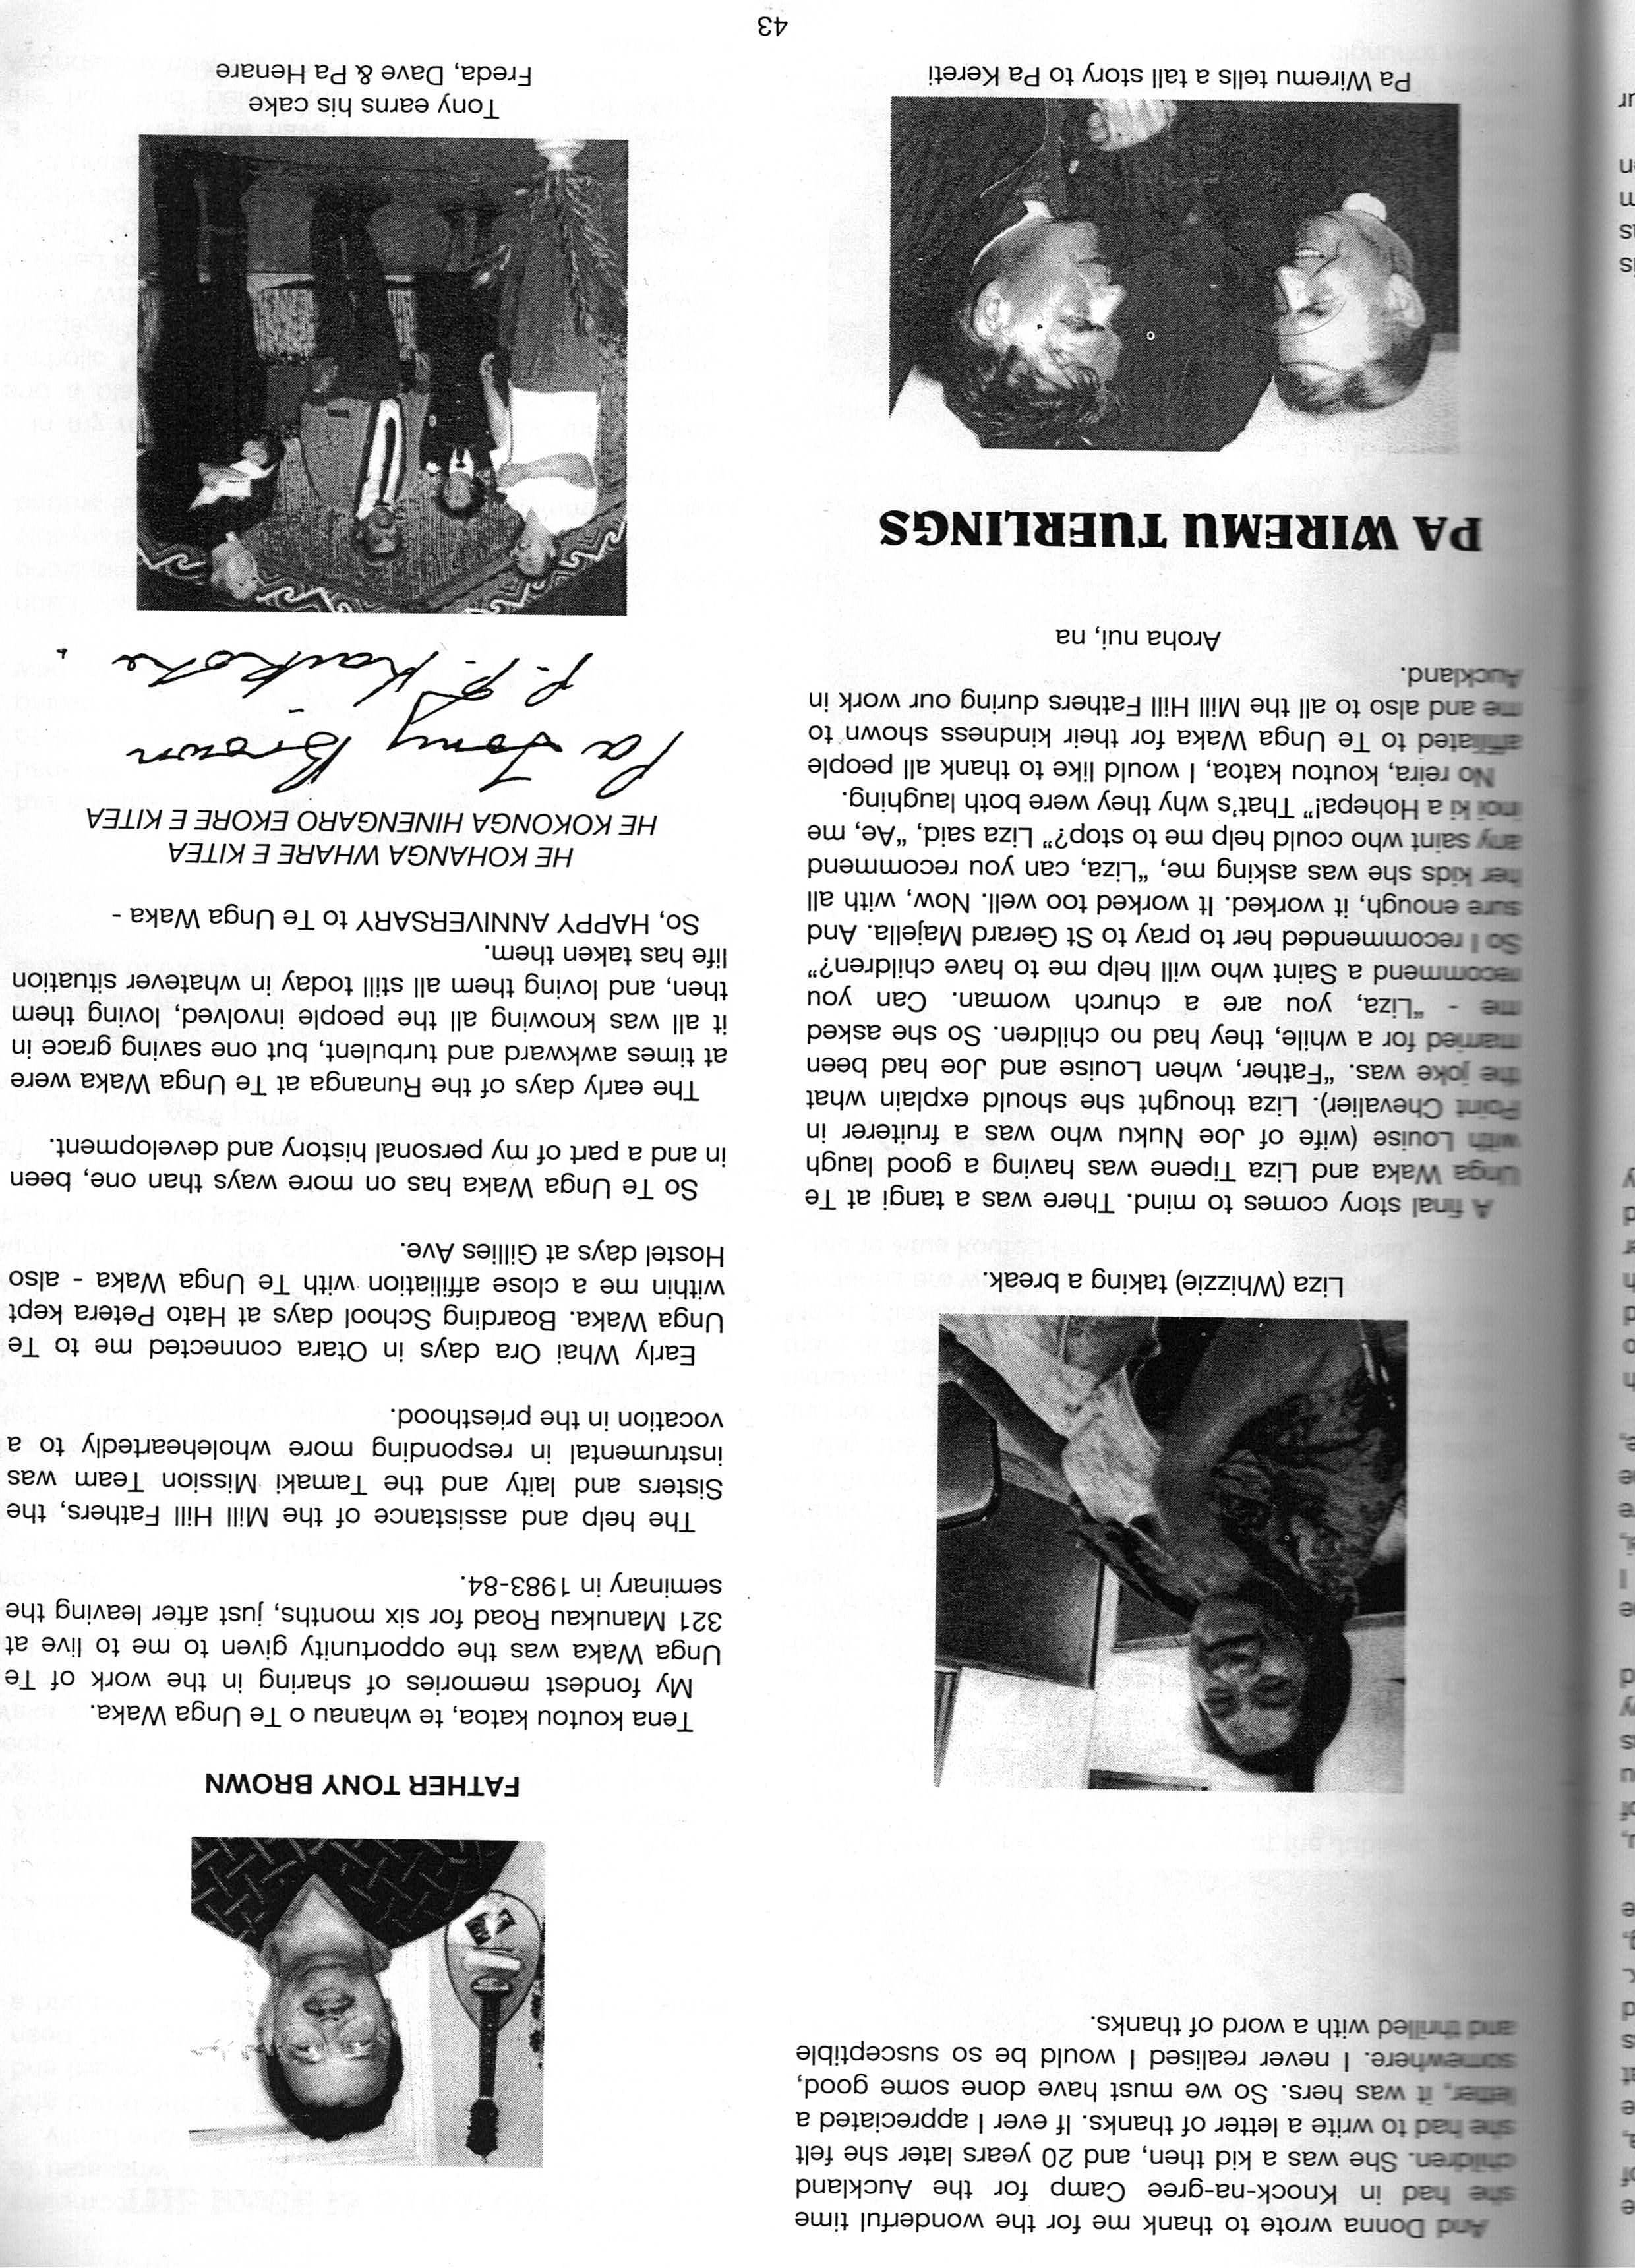 And Donna wrote to thank me for the wonderful time
she had in Knock-na-gree Camp for the Auckland
children. She was a kid then, and 20 years later she felt
she had to write a letter of thanks. If ever I appreciated a
letter, it was hers. So we must have done some good,
somewhere. I never realised I would be so susceptible
and thrilled with a word of thanks.
Liza (Whizzie) taking a break.
A final story comes to mind. There was a tangi at Te
Unga Waka and Liza Tipene was having a good laugh
with Louise (wife of Joe Nuku who was a fruiterer in
Point Chevalier). Liza thought she should explain what
the joke was. “Father, when Louise and Joe had been
married for a while, they had no children. So she asked
me - “Liza, you are a church woman. Can you
recommend a Saint who will help me to have children?”
So I recommended her to pray to St Gerard Majella. And
sure enough, it worked. It worked too well. Now, with all
her kids she was asking me, “Liza, can you recommend
any saint who could help me to stop?” Liza said, “Ae, me
inoi ki a Hohepa!” That’s why they were both laughing.
No reira, koutou katoa, I would like to thank all people
affiliated to Te Unga Waka for their kindness shown to
me and also to all the Mill Hill Fathers during our work in
Auckland.
Aroha nui, na
PA WIREMU TUERLINGS
Pa Wiremu tells a tall story to Pa Kereti
FATHER TONY BROWN
Tena koutou katoa, te whanau o Te Unga Waka.
My fondest memories of sharing in the work of Te
Unga Waka was the opportunity given to me to live at
321 Manukau Road for six months, just after leaving the
seminary in 1983-84.
The help and assistance of the Mill Hill Fathers, the
Sisters and laity and the Tamaki Mission Team was
instrumental in responding more wholeheartedly to a
vocation in the priesthood.
Early Whai Ora days in Otara connected me to Te
Unga Waka. Boarding School days at Hato Petera kept
within me a close affiliation with Te Unga Waka - also
Hostel days at Gillies Ave.
So Te Unga Waka has on more ways than one, been
in and a part of my personal history and development.
The early days of the Runanga at Te Unga Waka were
at times awkward and turbulent, but one saving grace in
it all was knowing all the people involved, loving them
then, and loving them all still today in whatever situation
life has taken them.
So, HAPPY ANNIVERSARY to Te Unga Waka -
HE KOHANGA WHARE E KITEA
HE KOKONGA HINENGARO EKORE E KITEA
Pa Tony Brown
p.p. Kaikohe.
Tony earns his cake
Freda, Dave & Pa Henare
43